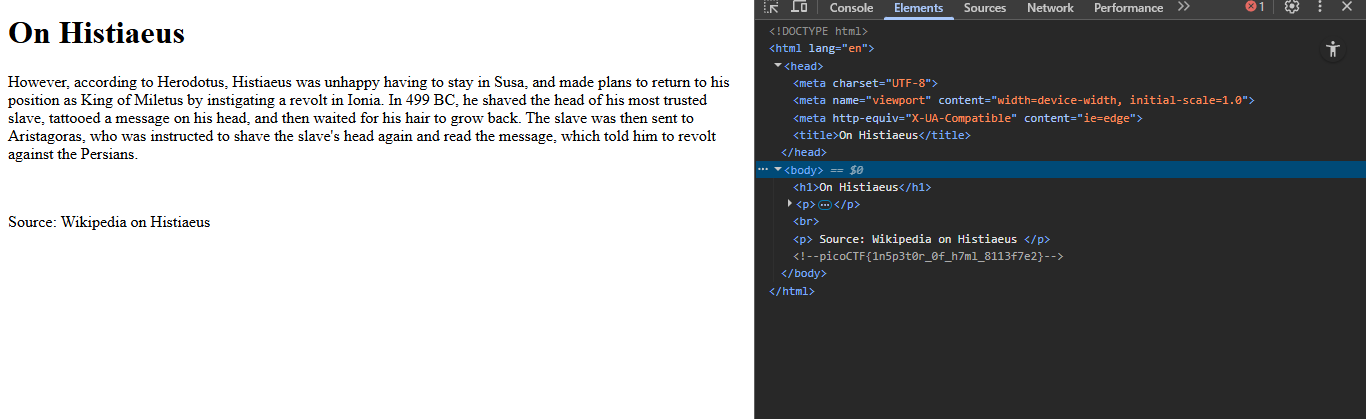 On Histiaeus
However, according to Herodotus, Histiaeus was unhappy having to stay in Susa, and made plans to return to his
position as King of Miletus by instigating a revolt in Ionia. In 499 BC, he shaved the head of his most trusted
slave, tattooed a message on his head, and then waited for his hair to grow back. The slave was then sent to
Aristagoras, who was instructed to shave the slave's head again and read the message, which told him to revolt
against the Persians.
Source: Wikipedia on Histiaeus
Console Elements Sources Network Performance 1
<!DOCTYPE html>
<html lang="en">
<head>
<meta charset="UTF-8">
<meta name="viewport" content="width=device-width, initial-scale=1.0">
<meta http-equiv="X-UA-Compatible" content="ie=edge">
<title>On Histiaeus</title>
</head>
<body> == $0
<h1>On Histiaeus</h1>
<p>…</p>
<br>
<p> Source: Wikipedia on Histiaeus </p>
<!--picoCTF{1n5p3t0r_0f_h7ml_8113f7e2}-->
</body>
</html>